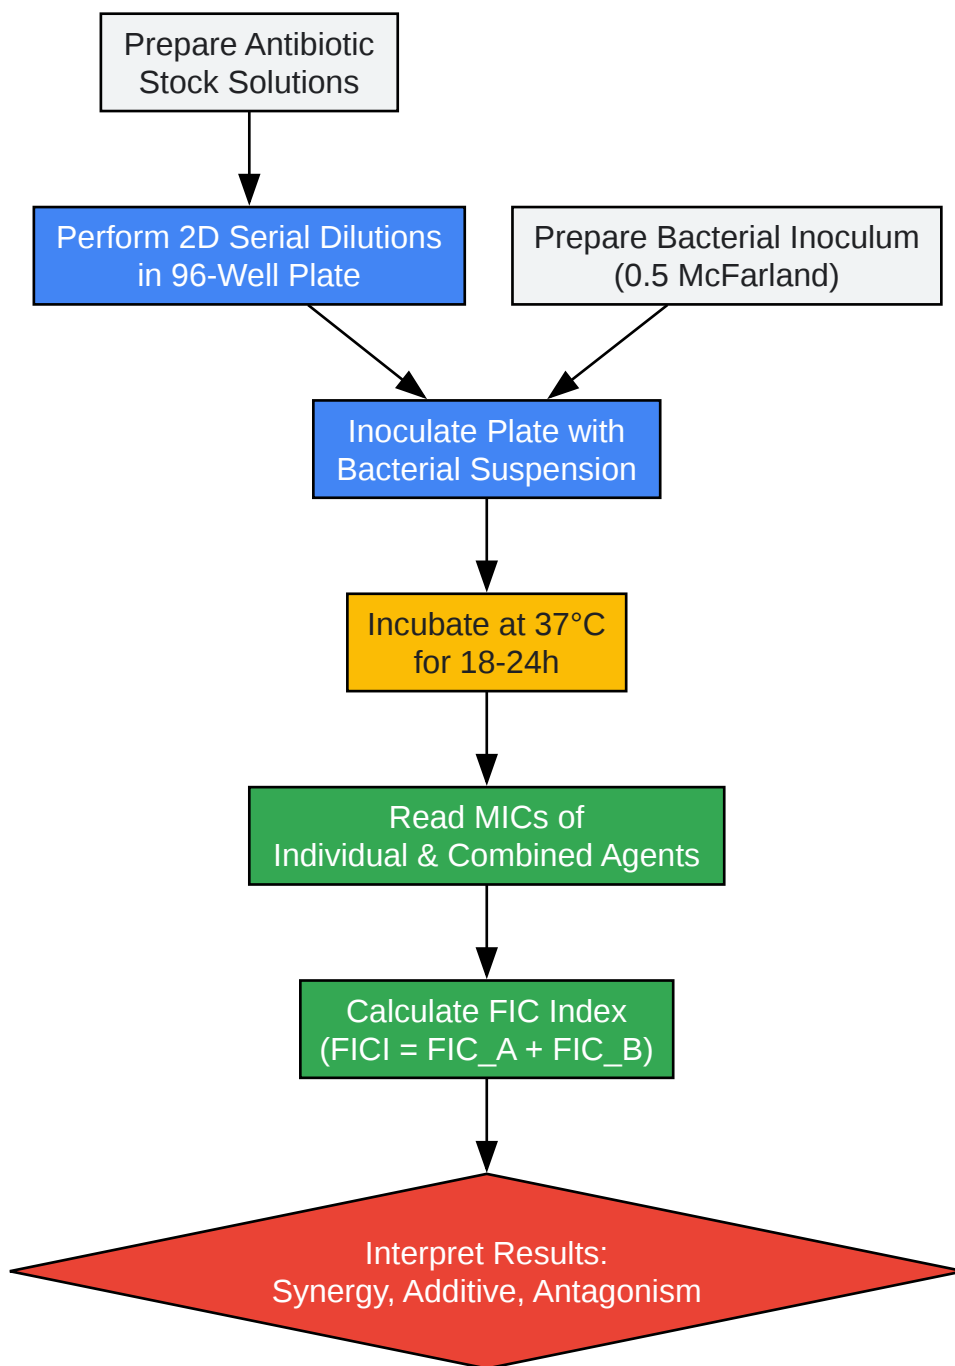 Prepare Antibiotic
Stock Solutions
Perform 2D Serial Dilutions
in 96-Well Plate
Prepare Bacterial Inoculum
(0.5 McFarland)
Inoculate Plate with
Bacterial Suspension
Incubate at 37°C
for 18-24h
Read MICs of
Individual & Combined Agents
Calculate FIC Index
(FICI = FIC_A + FIC_B)
Interpret Results:
Synergy, Additive, Antagonism